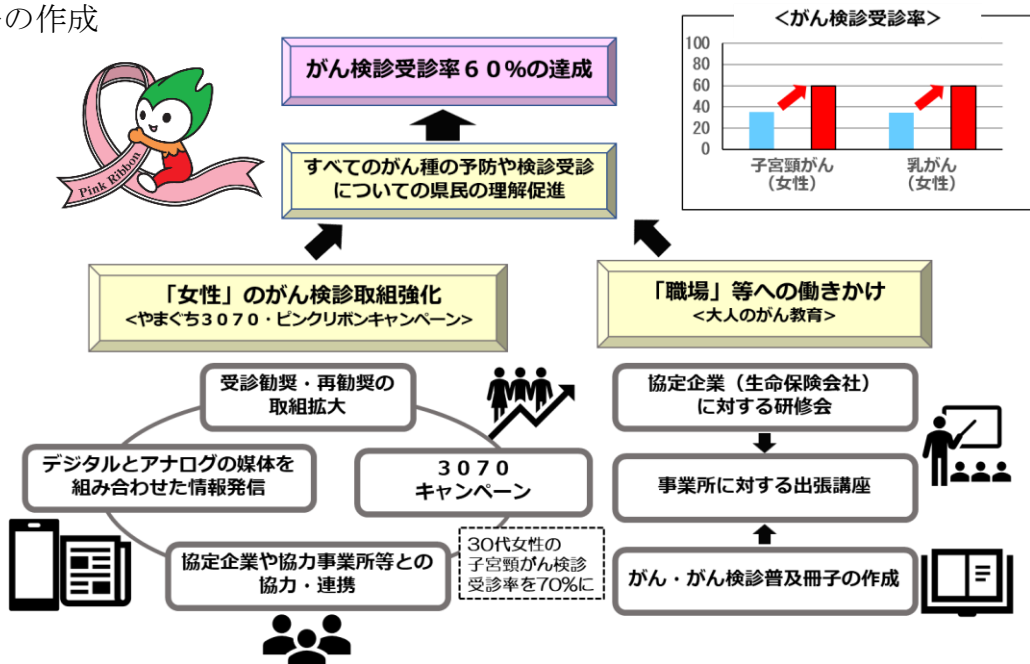 の作成
＜がん検診受診率＞
100
80
60
40
20
0
子宮頸がん
（女性）
乳がん
（女性）
がん検診受診率６０％の達成
Pink Ribbon
すべてのがん種の予防や検診受診
についての県民の理解促進
「女性」のがん検診取組強化
<やまぐち３０７０・ピンクリボンキャンペーン>
「職場」等への働きかけ
<大人のがん教育>
受診勧奨・再勧奨の
取組拡大
デジタルとアナログの媒体を
組み合わせた情報発信
３０７０
キャンペーン
協定企業や協力事業所等との
協力・連携
30代女性の
子宮頸がん検診
受診率を70%に
協定企業（生命保険会社）
に対する研修会
事業所に対する出張講座
がん・がん検診普及冊子の作成